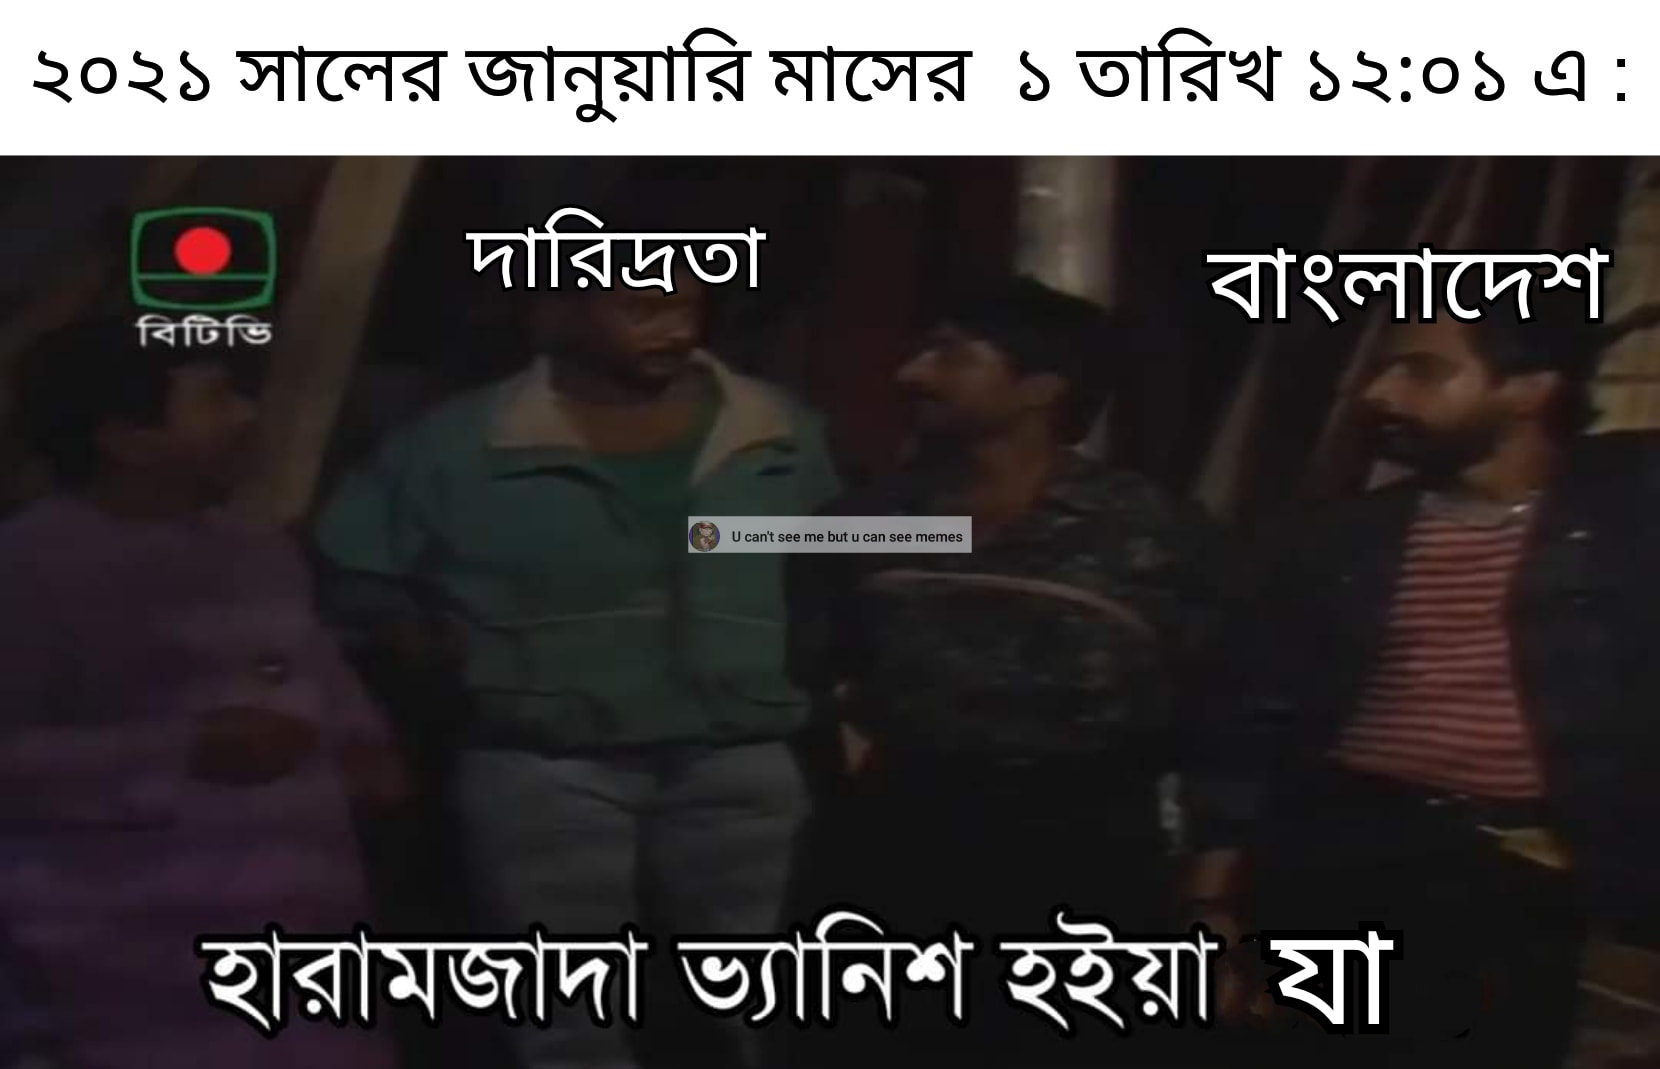 ২০২১ সালের জানুয়ারি মাসের ১ তারিখ ১২:০১ এ :
দারিদ্রতা
বাংলাদেশ
বিটিভি
U can't see me but u can see memes
হারামজাদা ভ্যানিশ হইয়া যা